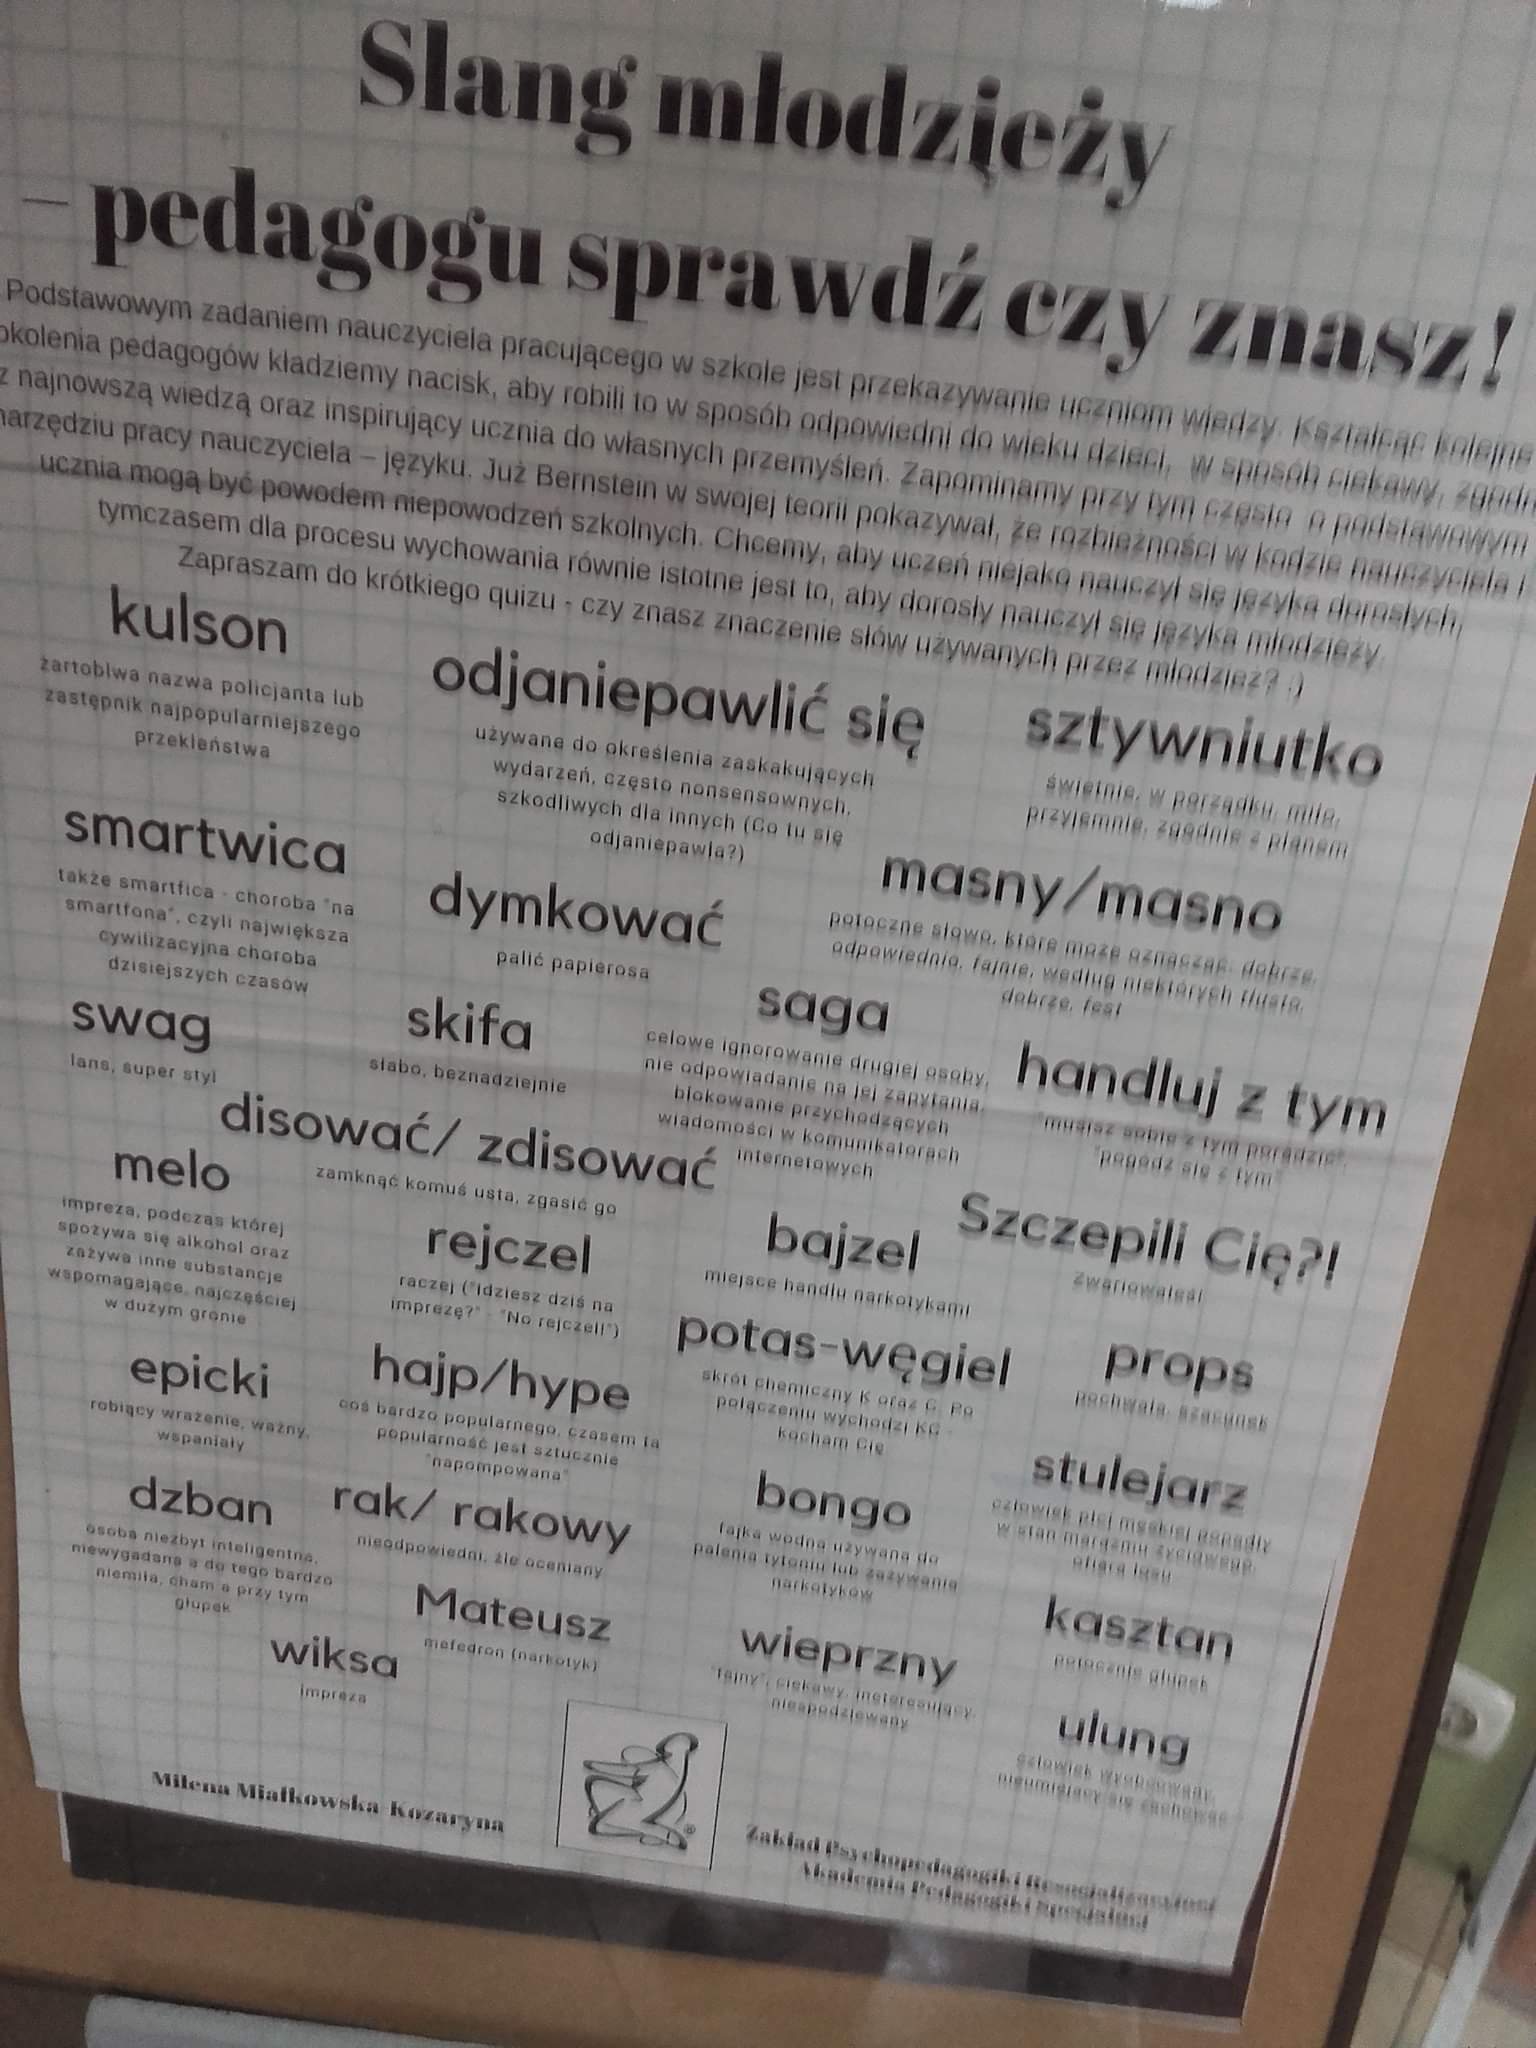 Slang młodzieży
– pedagogu sprawdź czy znasz!
Podstawowym zadaniem nauczyciela pracującego w szkole jest przekazywanie uczniom wiedzy. Kształcąc kolejne
okolenia pedagogów kładziemy nacisk, aby robili to w sposób odpowiedni do wieku dzieci, w sposób ciekawy, zgodn
z najnowszą wiedzą oraz inspirujący ucznia do własnych przemyśleń. Zapominamy przy tym często o podstawowym
narzędziu pracy nauczyciela – języku. Już Bernstein w swojej teorii pokazywał, że rozbieżności w kodzie nauczyciela i
ucznia mogą być powodem niepowodzeń szkolnych. Chcemy, aby uczeń niejako nauczył się języka dorosłych,
tymczasem dla procesu wychowania równie istotne jest to, aby dorosły nauczył się języka młodzieży.
Zapraszam do krótkiego quizu - czy znasz znaczenie słów używanych przez młodzież? ;)
kulson
żartobliwa nazwa policjanta lub
zastępnik najpopularniejszego
przekleństwa
odjaniepawlić się
używane do określenia zaskakujących
wydarzeń, często nonsensownych,
szkodliwych dla innych (Co tu się
odjaniepawla?)
sztywniutko
świetnie, w porządku, miło,
przyjemnie, zgodnie z planem
smartwica
także smartfica - choroba "na
smartfona", czyli największa
cywilizacyjna choroba
dzisiejszych czasów
dymkować
palić papierosa
masny/masno
potoczne słowo, które może oznaczać: dobrze,
odpowiednio, fajnie, według niektórych tłusto,
dobrze, fest
swag
lans, super styl
skifa
słabo, beznadziejnie
saga
celowe ignorowanie drugiej osoby,
nie odpowiadanie na jej zapytania,
blokowanie przychodzących
wiadomości w komunikatorach
internetowych
handluj z tym
"musisz sobie z tym poradzić",
"pogódź się z tym"
disować/ zdisować
zamknąć komuś usta, zgasić go
melo
impreza, podczas której
spożywa się alkohol oraz
zażywa inne substancje
wspomagające, najczęściej
w dużym gronie
rejczel
raczej ("Idziesz dziś na
imprezę?" - "No rejczel!")
bajzel
miejsce handlu narkotykami
Szczepili Cię?!
Zwariowałeś!
epicki
robiący wrażenie, ważny,
wspaniały
hajp/hype
coś bardzo popularnego, czasem ta
popularność jest sztucznie
"napompowana"
potas-węgiel
skrót chemiczny K oraz C. Po
połączeniu wychodzi KC -
kocham Cię
props
pochwała, szacunek
dzban
osoba niezbyt inteligentna,
niewygadana a do tego bardzo
niemiła, cham a przy tym
głupek
rak/ rakowy
nieodpowiedni, źle oceniany
bongo
fajka wodna używana do
palenia tytoniu lub zażywania
narkotyków
stulejarz
człowiek płci męskiej popadły
w stan marazmu życiowego,
ofiara losu
Mateusz
mefedron (narkotyk)
wiksa
impreza
wieprzny
"fajny", ciekawy, ineteresujący,
niespodziewany
kasztan
potocznie głupek
ulung
człowiek
nieumiejący się zachować
Milena Miałkowska-Kozaryna
Zakład Psychopedagogiki Resocjalizacyjnej
Akademia Pedagogiki Specjalnej